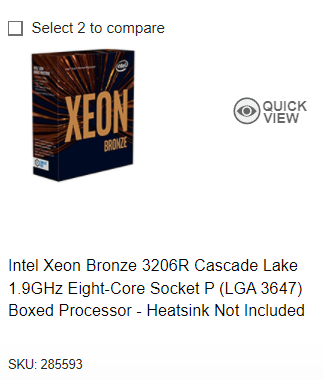 Select 2 to compare
intel
XEON
BRONZE
QUICK
VIEW
Intel Xeon Bronze 3206R Cascade Lake
1.9GHz Eight-Core Socket P (LGA 3647)
Boxed Processor - Heatsink Not Included
SKU: 285593